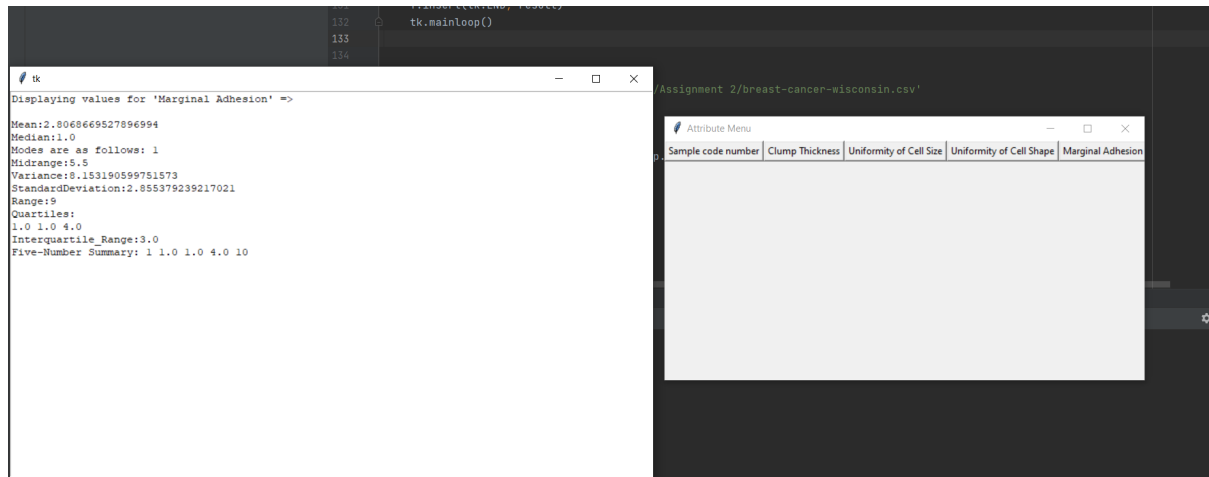 132
tk.mainloop()
133
134
tk
Displaying values for 'Marginal Adhesion' =>
Mean:2.8068669527896994
Median:1.0
Modes are as follows: 1
Midrange:5.5
Variance:8.153190599751573
StandardDeviation:2.855379239217021
Range:9
Quartiles:
1.0 1.0 4.0
Interquartile_Range:3.0
Five-Number Summary: 1 1.0 1.0 4.0 10
/Assignment 2/breast-cancer-wisconsin.csv'
p.
Attribute Menu
Sample code number Clump Thickness Uniformity of Cell Size Uniformity of Cell Shape Marginal Adhesion